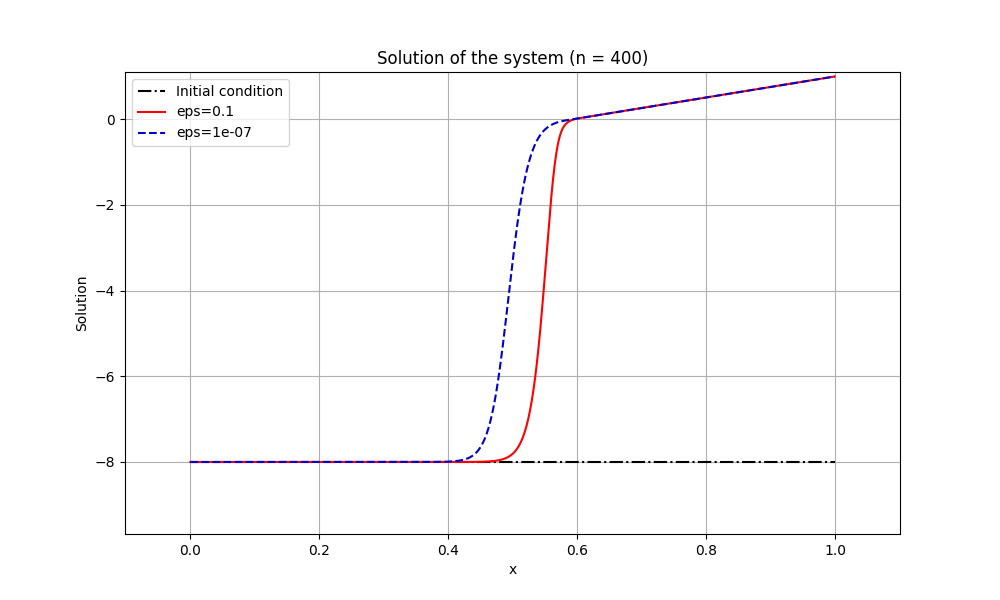 Solution of the system (n = 400)
Initial condition
eps=0.1
eps=1e-07
0
−2
−4
−6
−8
Solution
0.0 0.2 0.4 0.6 0.8 1.0
x